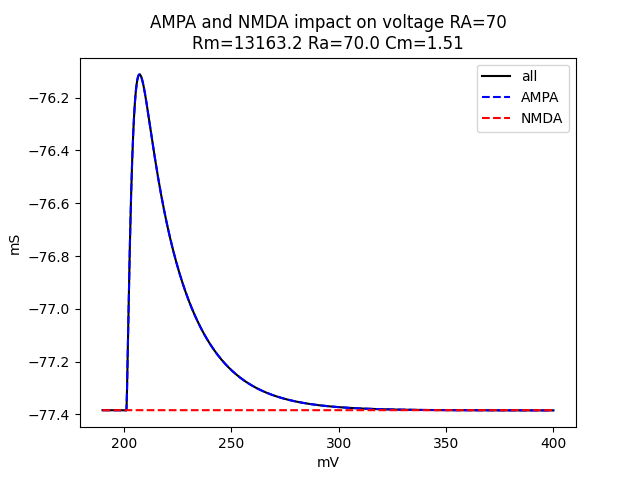 AMPA and NMDA impact on voltage RA=70
Rm=13163.2 Ra=70.0 Cm=1.51
all
AMPA
NMDA
−76.2
−76.4
−76.6
−76.8
−77.0
−77.2
−77.4
mS
200
250
300
350
400
mV